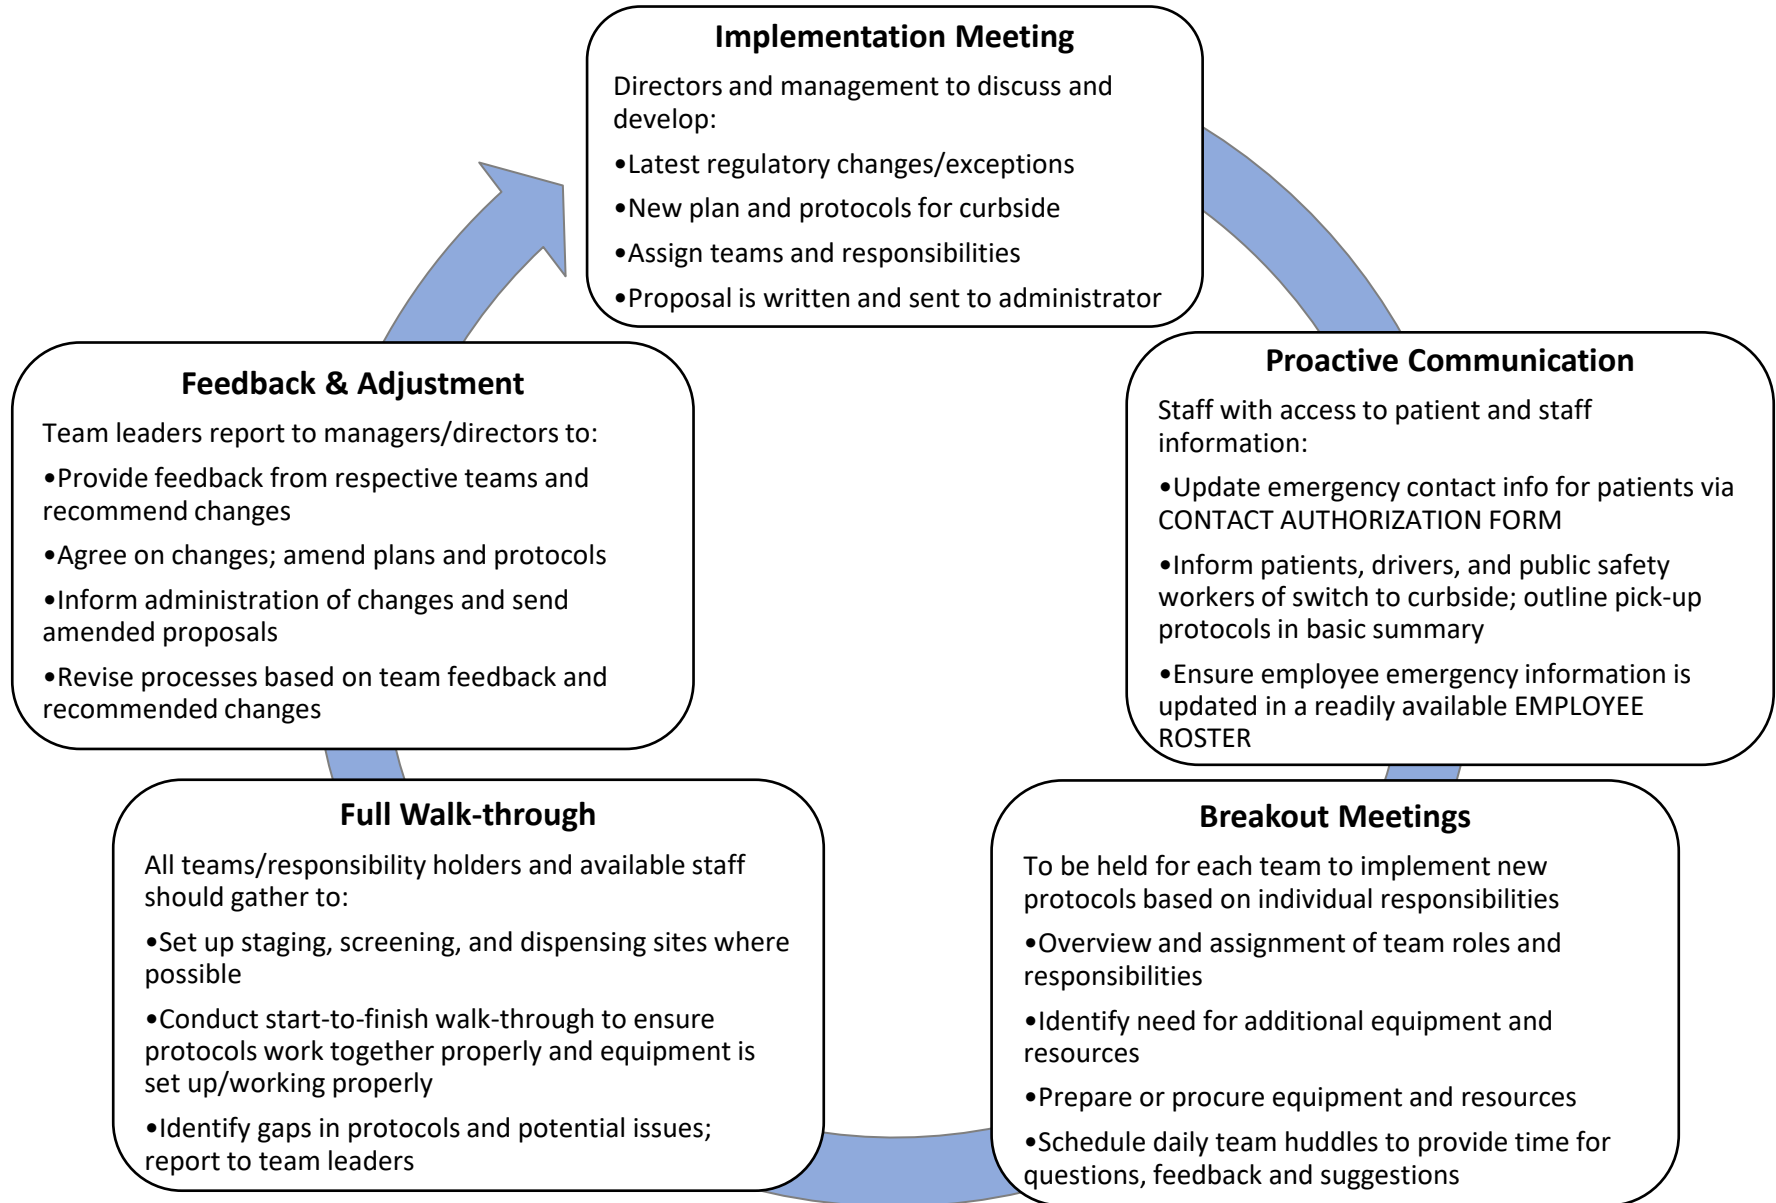 Implementation Meeting
Directors and management to discuss and
develop:
•Latest regulatory changes/exceptions
•New plan and protocols for curbside
•Assign teams and responsibilities
•Proposal is written and sent to administrator
Proactive Communication
Staff with access to patient and staff
information:
•Update emergency contact info for patients via
CONTACT AUTHORIZATION FORM
•Inform patients, drivers, and public safety
workers of switch to curbside; outline pick-up
protocols in basic summary
•Ensure employee emergency information is
updated in a readily available EMPLOYEE
ROSTER
Breakout Meetings
To be held for each team to implement new
protocols based on individual responsibilities
•Overview and assignment of team roles and
responsibilities
•Identify need for additional equipment and
resources
•Prepare or procure equipment and resources
•Schedule daily team huddles to provide time for
questions, feedback and suggestions
Full Walk-through
All teams/responsibility holders and available staff
should gather to:
•Set up staging, screening, and dispensing sites where
possible
•Conduct start-to-finish walk-through to ensure
protocols work together properly and equipment is
set up/working properly
•Identify gaps in protocols and potential issues;
report to team leaders
Feedback & Adjustment
Team leaders report to managers/directors to:
•Provide feedback from respective teams and
recommend changes
•Agree on changes; amend plans and protocols
•Inform administration of changes and send
amended proposals
•Revise processes based on team feedback and
recommended changes